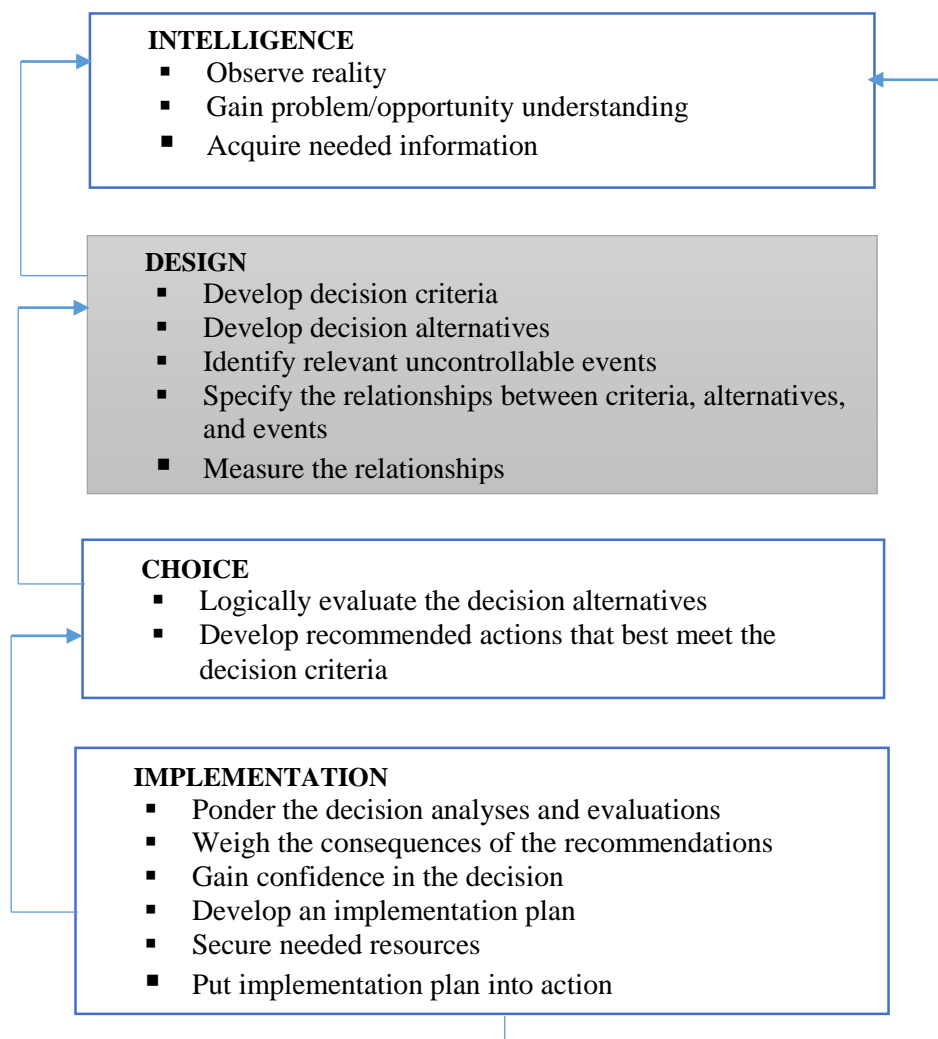 INTELLIGENCE
▪ Observe reality
▪ Gain problem/opportunity understanding
▪ Acquire needed information
DESIGN
▪ Develop decision criteria
▪ Develop decision alternatives
▪ Identify relevant uncontrollable events
▪ Specify the relationships between criteria, alternatives,
and events
▪ Measure the relationships
CHOICE
▪ Logically evaluate the decision alternatives
▪ Develop recommended actions that best meet the
decision criteria
IMPLEMENTATION
▪ Ponder the decision analyses and evaluations
▪ Weigh the consequences of the recommendations
▪ Gain confidence in the decision
▪ Develop an implementation plan
▪ Secure needed resources
▪ Put implementation plan into action